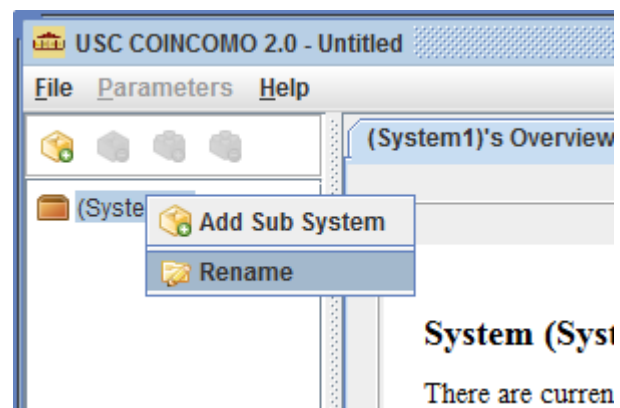 USC COINCOMO 2.0 - Untitled
File Parameters Help
(System1)'s Overview
(Syste
Add Sub System
Rename
System (Syst
There are curren